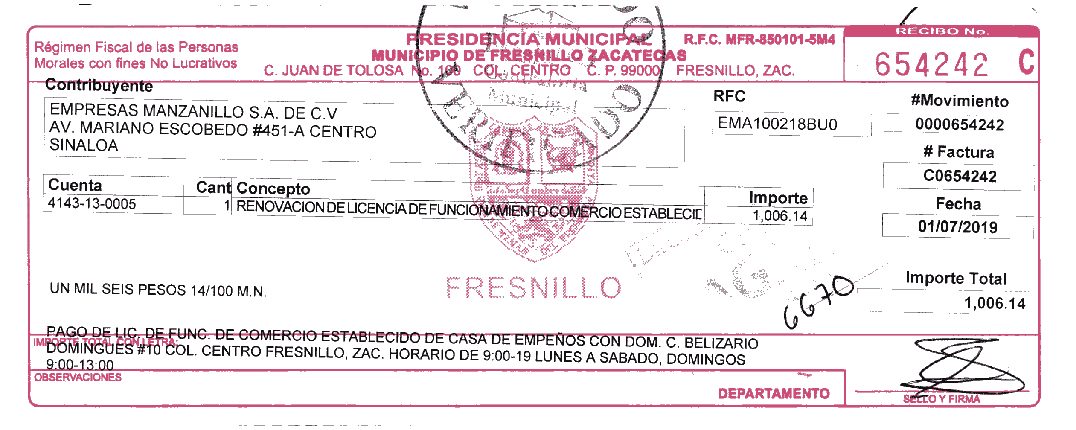 Régimen Fiscal de las Personas
Morales con fines No Lucrativos
PRESIDENCIA MUNICIPAL
MUNICIPIO DE FRESNILLO ZACATECAS
C. JUAN DE TOLOSA No. 100 COL. CENTRO C. P. 99000 FRESNILLO, ZAC.
R.F.C. MFR-850101-5M4
RECIBO No.
654242 C
Contribuyente
EMPRESAS MANZANILLO S.A. DE C.V
AV. MARIANO ESCOBEDO #451-A CENTRO
SINALOA
Municipal
RFC
EMA100218BU0
#Movimiento
0000654242
# Factura
C0654242
Fecha
01/07/2019
Cuenta Cant Concepto Importe
4143-13-0005 1 RENOVACION DE LICENCIA DE FUNCIONAMIENTO COMERCIO ESTABLECID 1,006.14
FRESNILLO
Importe Total
1,006.14
6670
UN MIL SEIS PESOS 14/100 M.N.
IMPORTE TOTAL CON LETRA:
PAGO DE LIC. DE FUNC. DE COMERCIO ESTABLECIDO DE CASA DE EMPEÑOS CON DOM. C. BELIZARIO
DOMINGUES #10 COL. CENTRO FRESNILLO, ZAC. HORARIO DE 9:00-19 LUNES A SABADO, DOMINGOS
9:00-13:00
OBSERVACIONES
DEPARTAMENTO
SELLO Y FIRMA